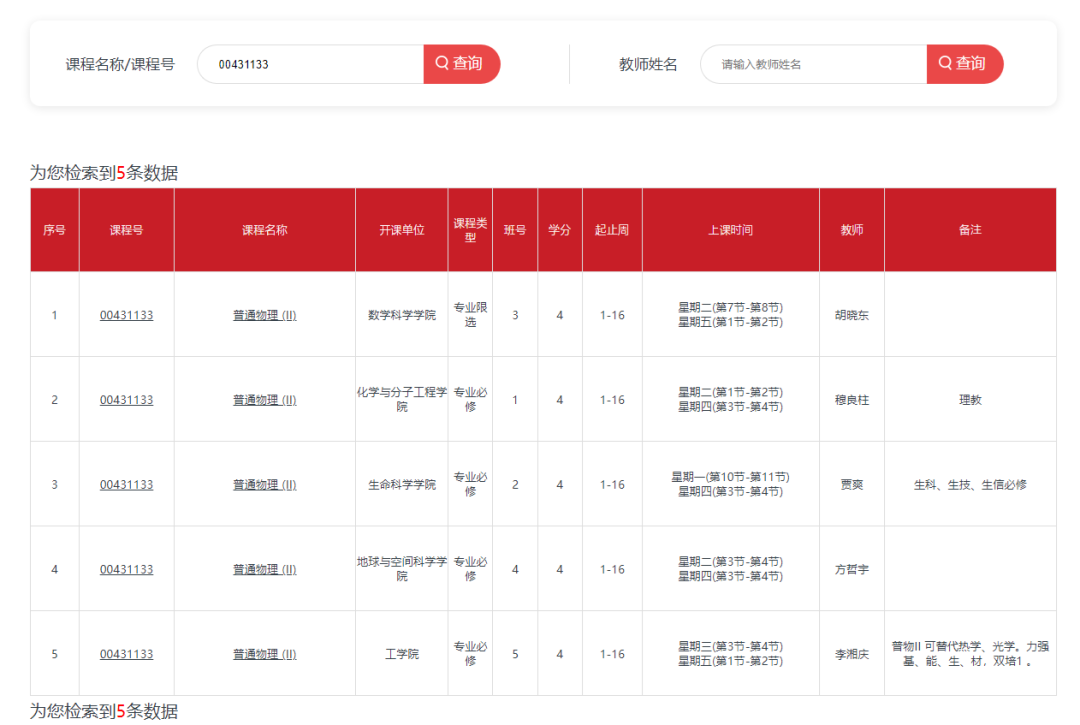 课程名称/课程号 00431133 查询 教师姓名 请输入教师姓名 查询
为您检索到5条数据
序号 课程号 课程名称 开课单位 课程类型 班号 学分 起止周 上课时间 教师 备注
1 00431133 普通物理 (II) 数学科学学院 专业限选 3 4 1-16 星期二(第7节-第8节) 星期五(第1节-第2节) 胡晓东
2 00431133 普通物理 (II) 化学与分子工程学院 专业必修 1 4 1-16 星期二(第1节-第2节) 星期四(第3节-第4节) 穆良柱 理教
3 00431133 普通物理 (II) 生命科学学院 专业必修 2 4 1-16 星期一(第10节-第11节) 星期四(第3节-第4节) 贾爽 生科、生技、生信必修
4 00431133 普通物理 (II) 地球与空间科学学院 专业必修 4 4 1-16 星期二(第3节-第4节) 星期四(第3节-第4节) 方哲宇
5 00431133 普通物理 (II) 工学院 专业必修 5 4 1-16 星期三(第3节-第4节) 星期五(第1节-第2节) 李湘庆 普物II 可替代热学、光学。力强基、能、生、材，双培1 。
为您检索到5条数据